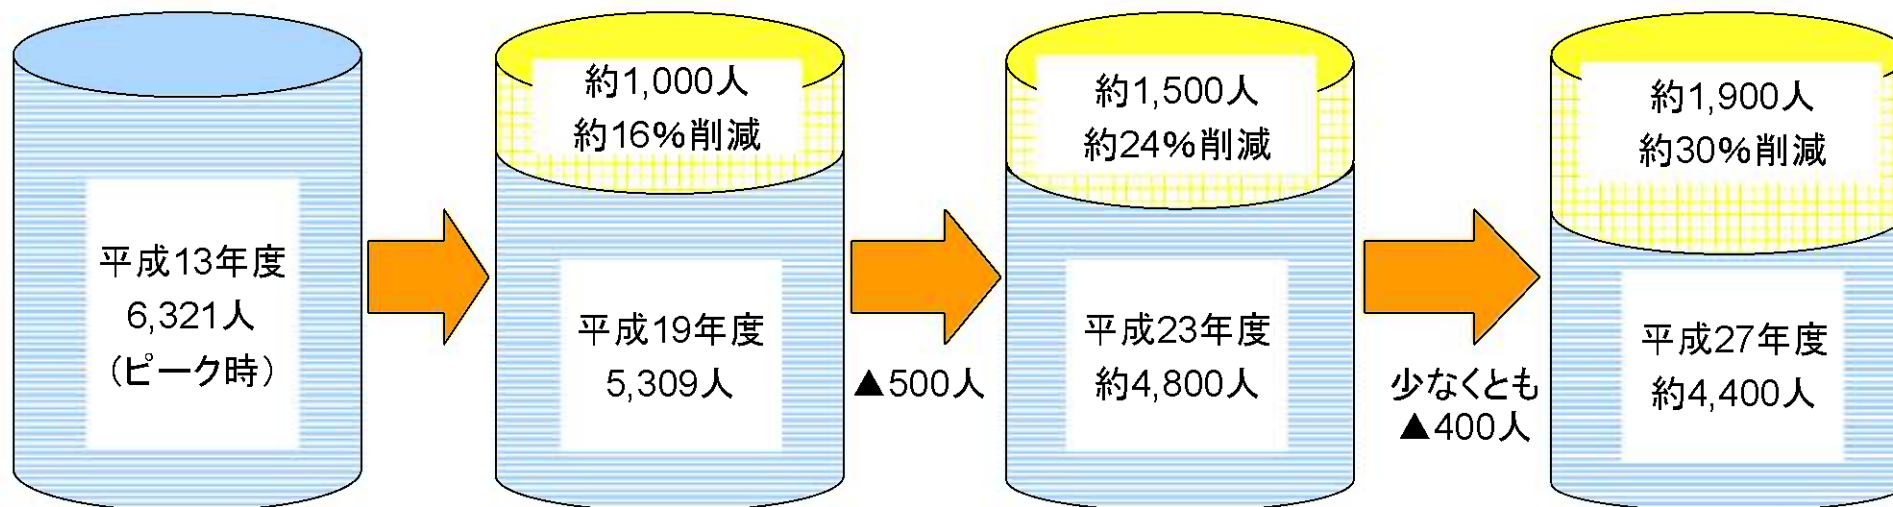 平成13年度
6,321人
（ピーク時）
約1,000人
約16%削減
平成19年度
5,309人
▲500人
約1,500人
約24%削減
平成23年度
約4,800人
少なくとも
▲400人
約1,900人
約30%削減
平成27年度
約4,400人